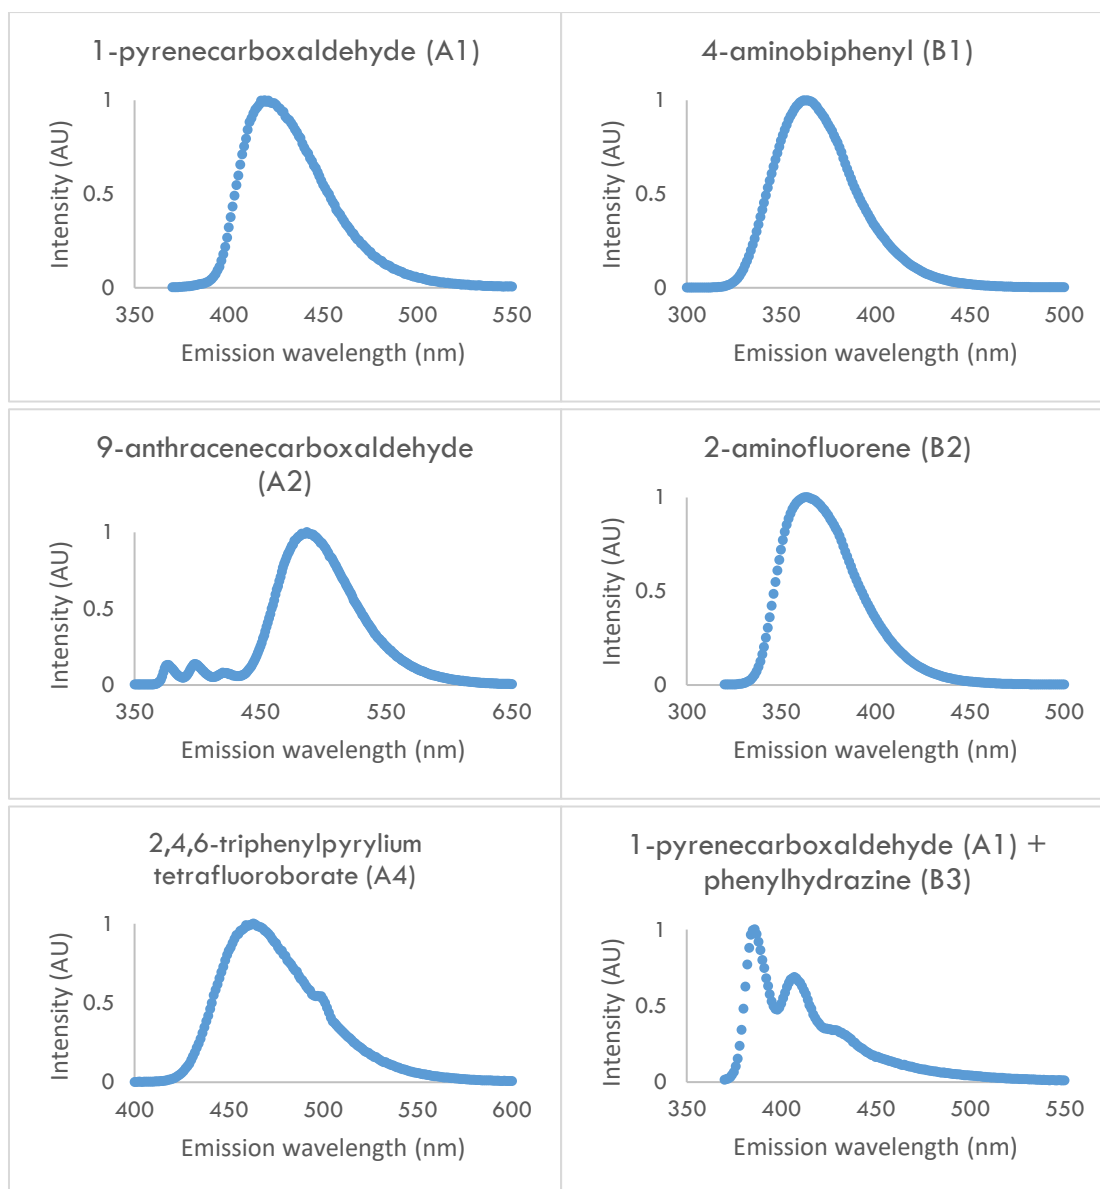 1-pyrenecarboxaldehyde (A1)
Intensity (AU)
1
0.5
0
350 400 450 500 550
Emission wavelength (nm)
4-aminobiphenyl (B1)
Intensity (AU)
1
0.5
0
300 350 400 450 500
Emission wavelength (nm)
9-anthracenecarboxaldehyde
(A2)
Intensity (AU)
1
0.5
0
350 450 550 650
Emission wavelength (nm)
2-aminofluorene (B2)
Intensity (AU)
1
0.5
0
300 350 400 450 500
Emission wavelength (nm)
2,4,6-triphenylpyrylium
tetrafluoroborate (A4)
Intensity (AU)
1
0.5
0
400 450 500 550 600
Emission wavelength (nm)
1-pyrenecarboxaldehyde (A1) +
phenylhydrazine (B3)
Intensity (AU)
1
0.5
0
350 400 450 500 550
Emission wavelength (nm)